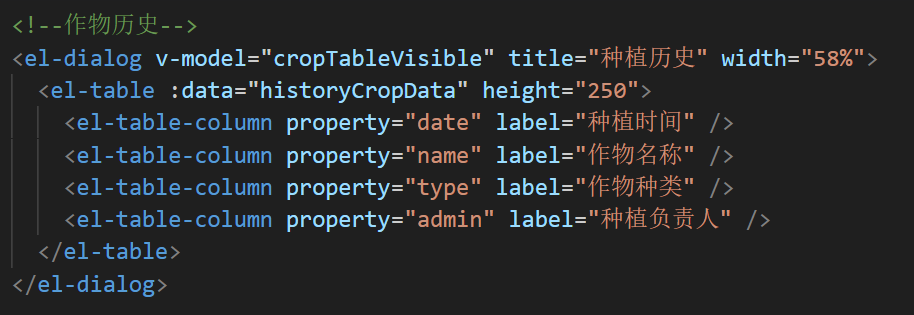 <!--作物历史-->
<el-dialog v-model="cropTableVisible" title="种植历史" width="58%">
  <el-table :data="historyCropData" height="250">
    <el-table-column property="date" label="种植时间" />
    <el-table-column property="name" label="作物名称" />
    <el-table-column property="type" label="作物种类" />
    <el-table-column property="admin" label="种植负责人" />
  </el-table>
</el-dialog>